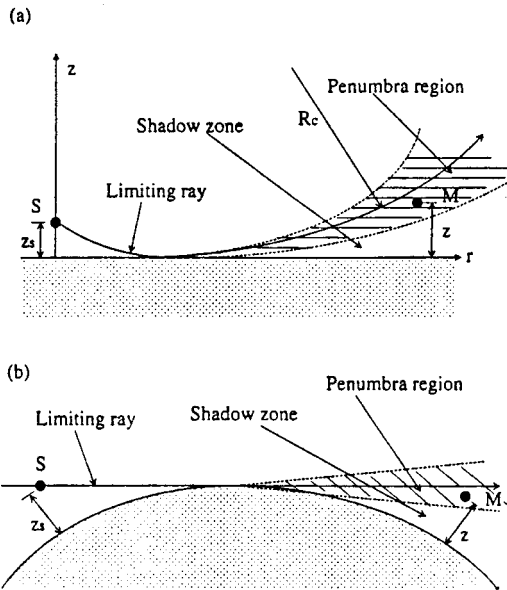 (a)
z
Penumbra region
Rc
Shadow zone
Limiting ray
S
M
zs
z
r
(b)
Penumbra region
Shadow zone
Limiting ray
S
M
zs
z